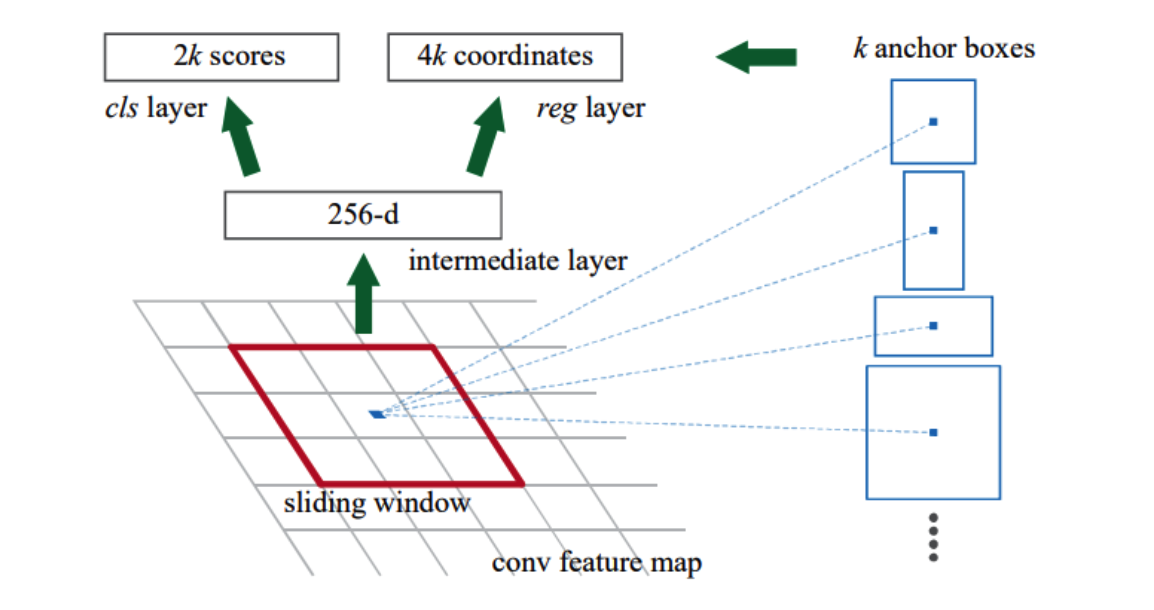 2k scores
4k coordinates
k anchor boxes
cls layer
reg layer
256-d
intermediate layer
sliding window
conv feature map